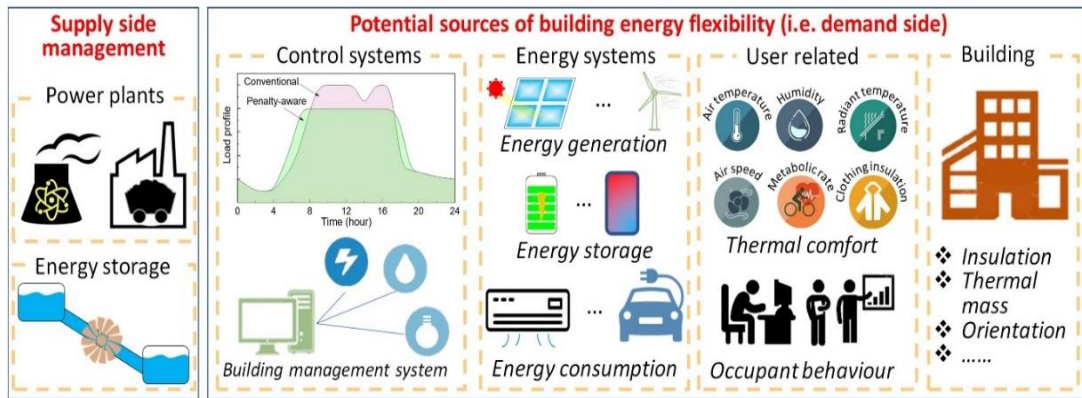 Supply side
management
Power plants
Energy storage
Potential sources of building energy flexibility (i.e. demand side)
Control systems
Conventional
Penalty-aware
Load profile
0 4 8 12 16 20 24
Time (hour)
Building management system
Energy systems
...
Energy generation
...
Energy storage
...
Energy consumption
User related
Air temperature
Humidity
Radiant temperature
Air speed
Metabolic rate
Clothing insulation
Thermal comfort
Occupant behaviour
Building
❖ Insulation
❖ Thermal
mass
❖ Orientation
❖ ......